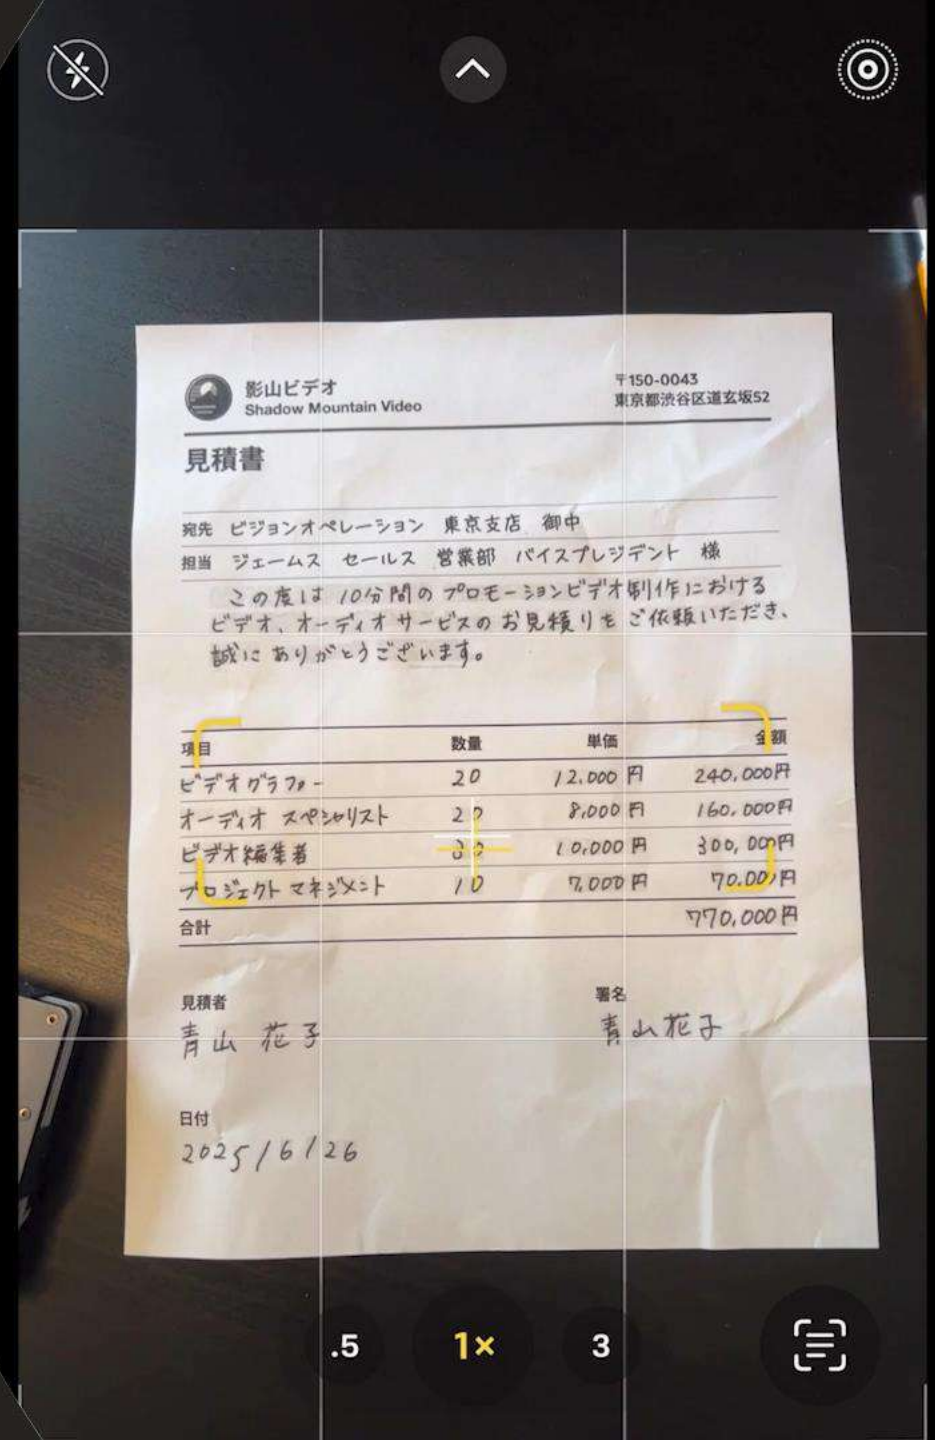 影山ビデオ
Shadow Mountain Video
〒150-0043
東京都渋谷区道玄坂52
見積書
宛先 ビジョンオペレーション 東京支店 御中
担当 ジェームス セールス 営業部 バイスプレジデント 様
この度は10分間のプロモーションビデオ制作における
ビデオ、オーディオサービスのお見積りをご依頼いただき、
誠にありがとうございます。
項目 数量 単価 金額
ビデオグラファー 20 12,000円 240,000円
オーディオ スペシャリスト 20 8,000円 160,000円
ビデオ編集者 30 10,000円 300,000円
プロジェクト マネジメント 10 7,000円 70,000円
合計 770,000円
見積者 署名
青山 花子 青山花子
日付
2025/6/26
.5 1× 3